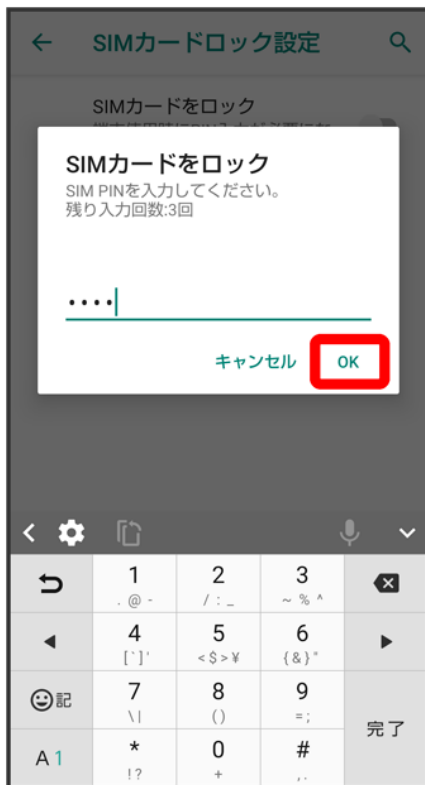 SIMカードロック設定
SIMカードをロック
SIMカードをロック
SIM PINを入力してください。
残り入力回数:3回
••••
キャンセル OK
1 2 3
. @ - / : _ ~ % ^
4 5 6
[ ` ] ' < $ > ¥ { & } "
7 8 9
\ | ( ) = ;
記
完了
A1 * 0 #
! ? + , .